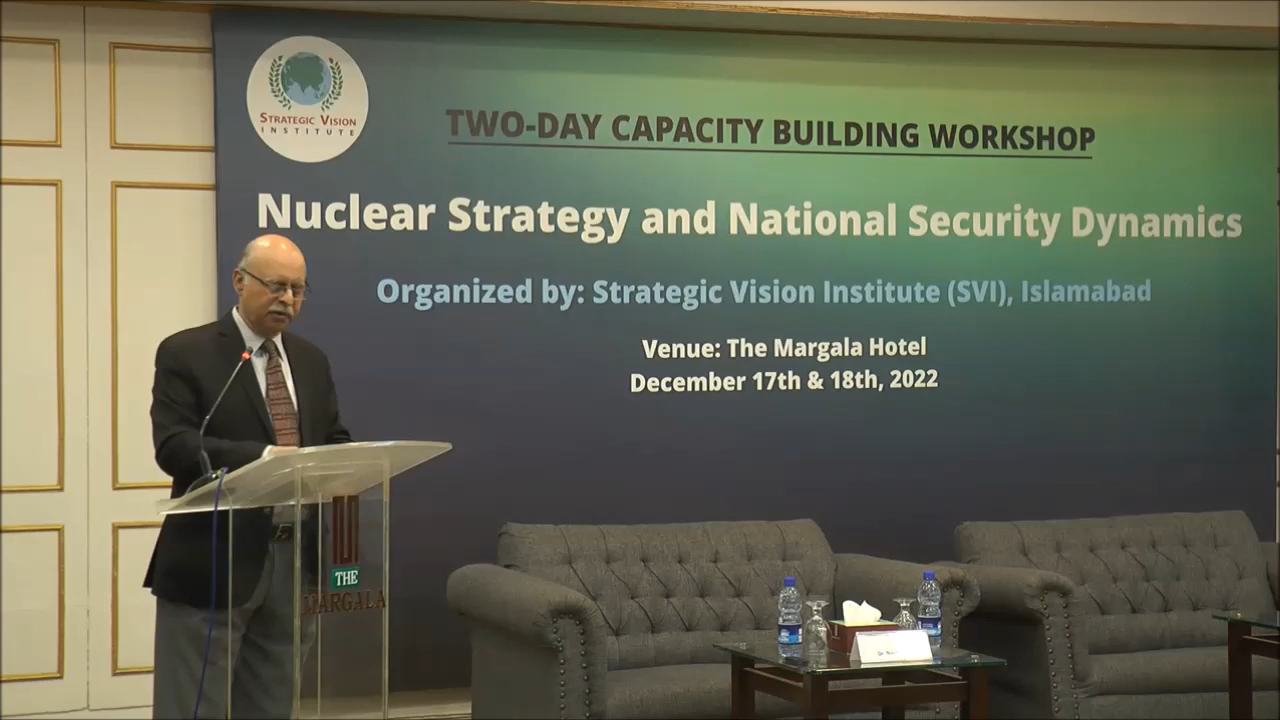 STRATEGIC VISION
INSTITUTE
TWO-DAY CAPACITY BUILDING WORKSHOP
Nuclear Strategy and National Security Dynamics
Organized by: Strategic Vision Institute (SVI), Islamabad
Venue: The Margala Hotel
December 17th & 18th, 2022
THE
MARGALA
Dr.